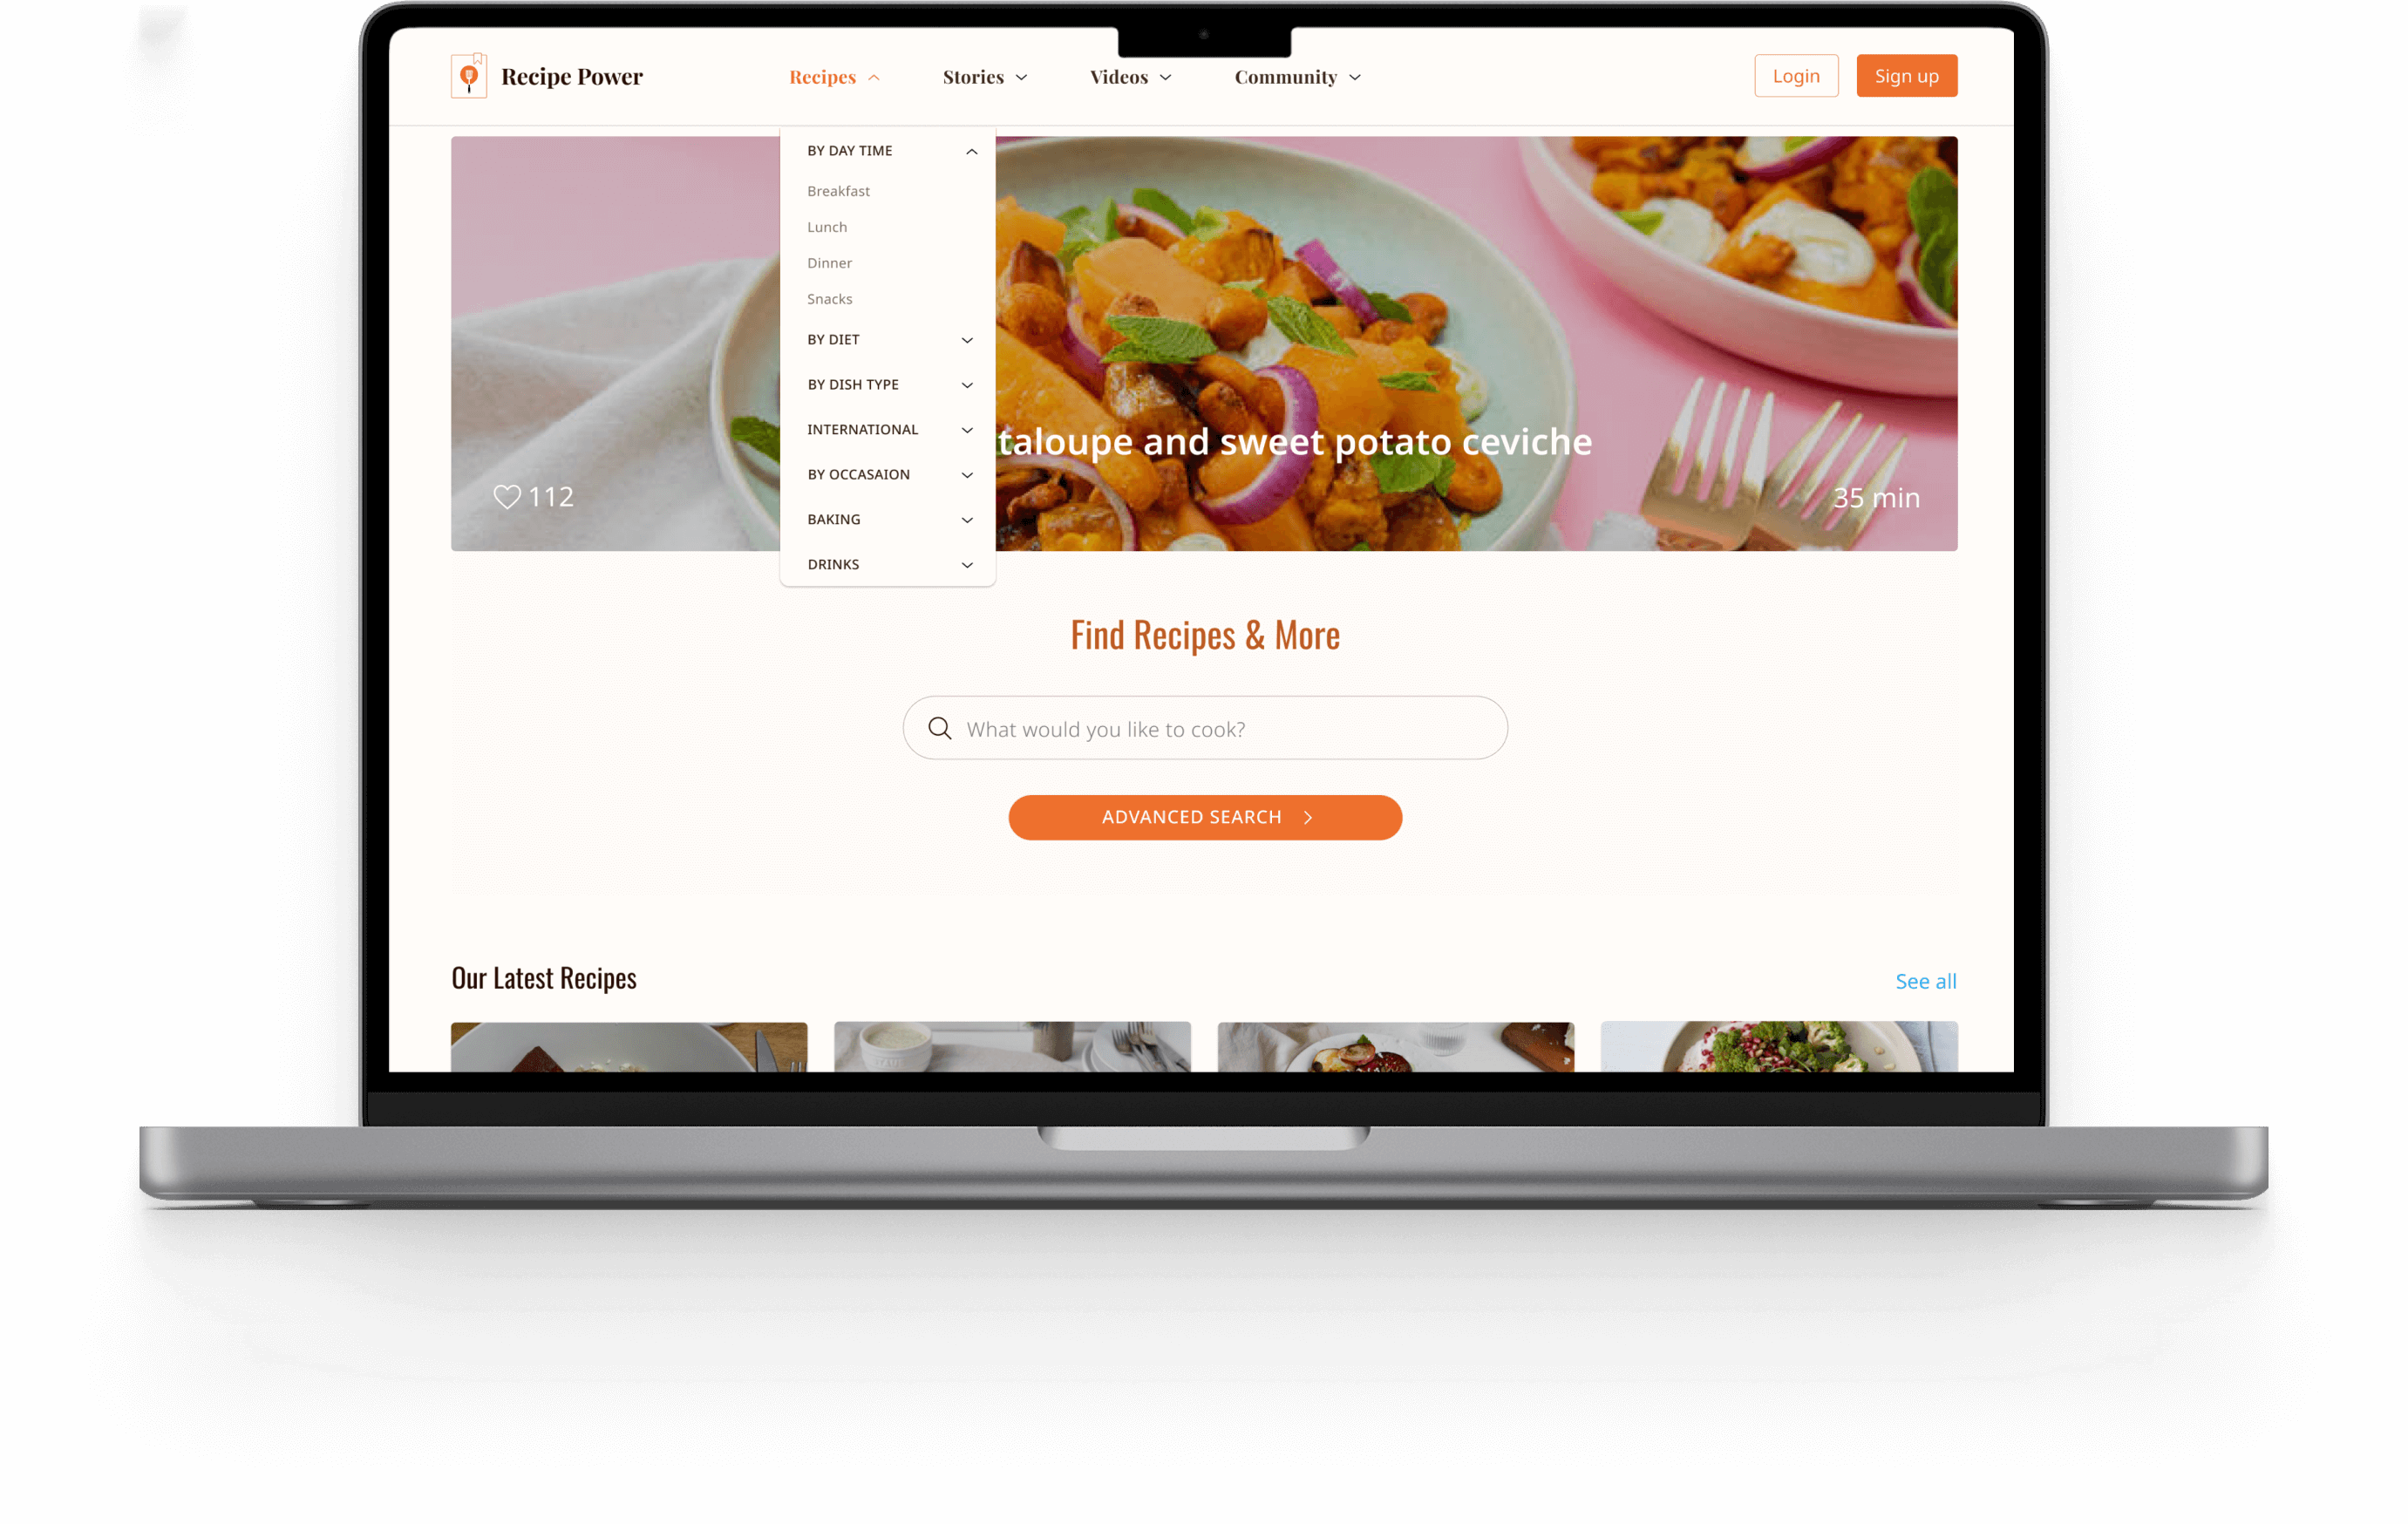 Recipe Power
Recipes
Stories
Videos
Community
Login
Sign up
BY DAY TIME
Breakfast
Lunch
Dinner
Snacks
BY DIET
BY DISH TYPE
INTERNATIONAL
BY OCCASAION
BAKING
DRINKS
taloupe and sweet potato ceviche
112
35 min
Find Recipes & More
What would you like to cook?
ADVANCED SEARCH
Our Latest Recipes
See all